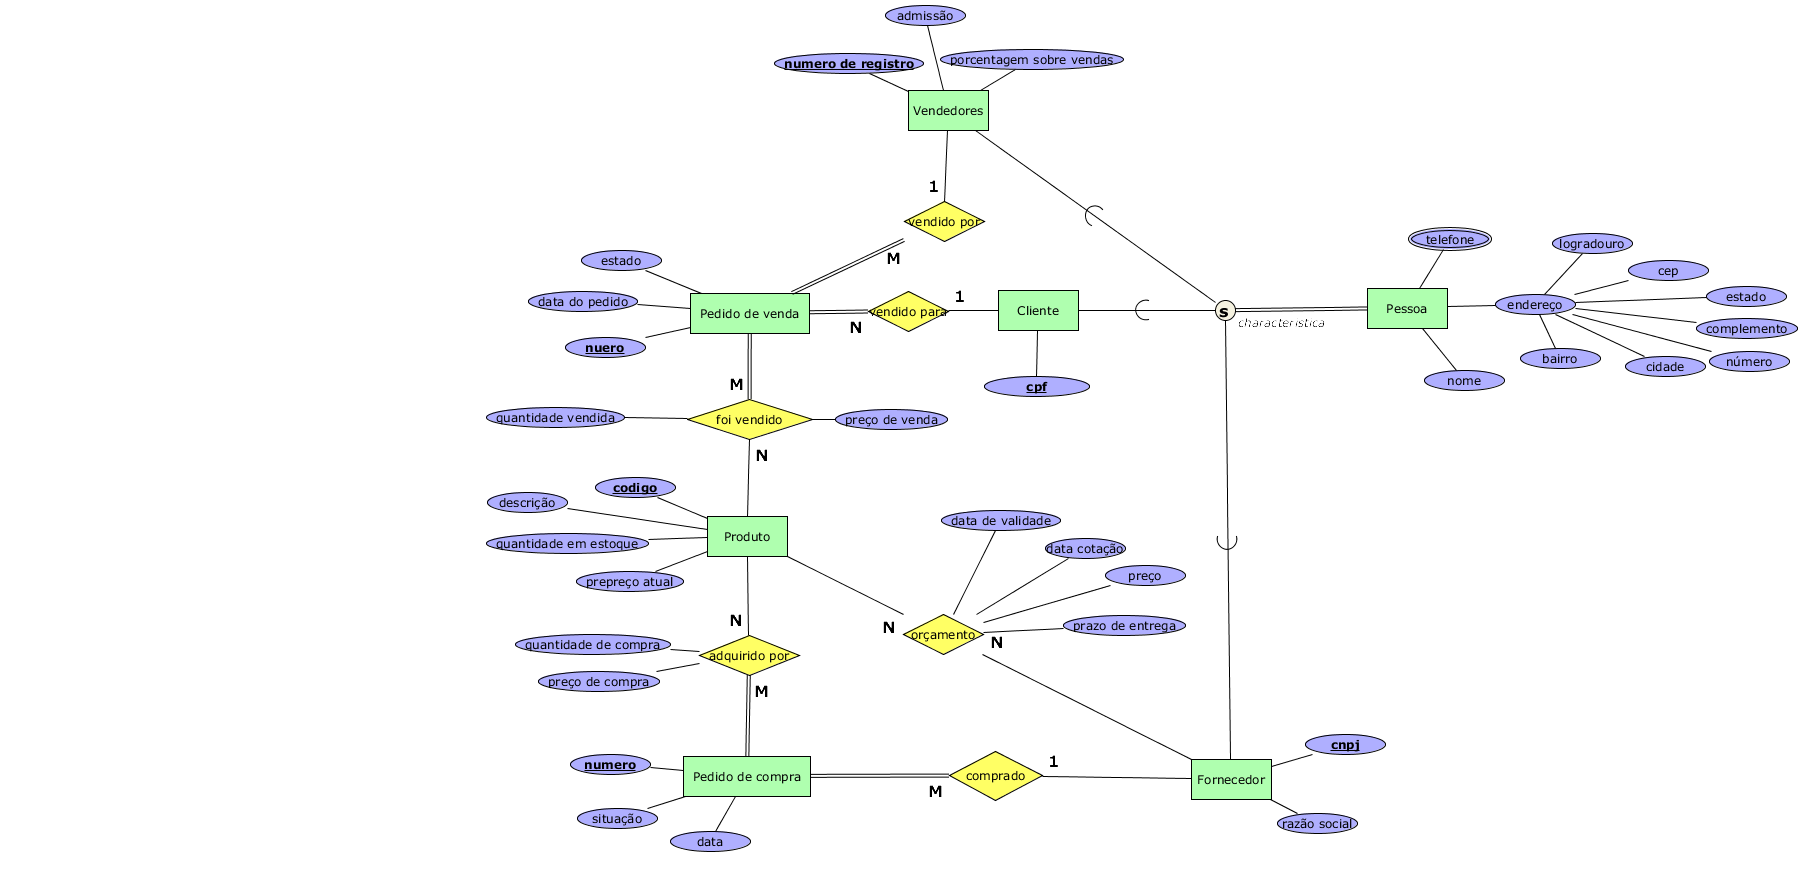 admissão
numero de registro
porcentagem sobre vendas
Vendedores
1
vendido por
M
estado
data do pedido
Pedido de venda
nuero
N
vendido para
1
Cliente
cpf
s
characteristica
Pessoa
telefone
nome
endereço
logradouro
cep
estado
complemento
número
cidade
bairro
M
quantidade vendida
foi vendido
preço de venda
N
codigo
descrição
Produto
quantidade em estoque
prepreço atual
data de validade
data cotação
preço
prazo de entrega
N
orçamento
N
N
quantidade de compra
adquirido por
preço de compra
M
numero
Pedido de compra
situação
data
comprado
M
1
Fornecedor
cnpj
razão social